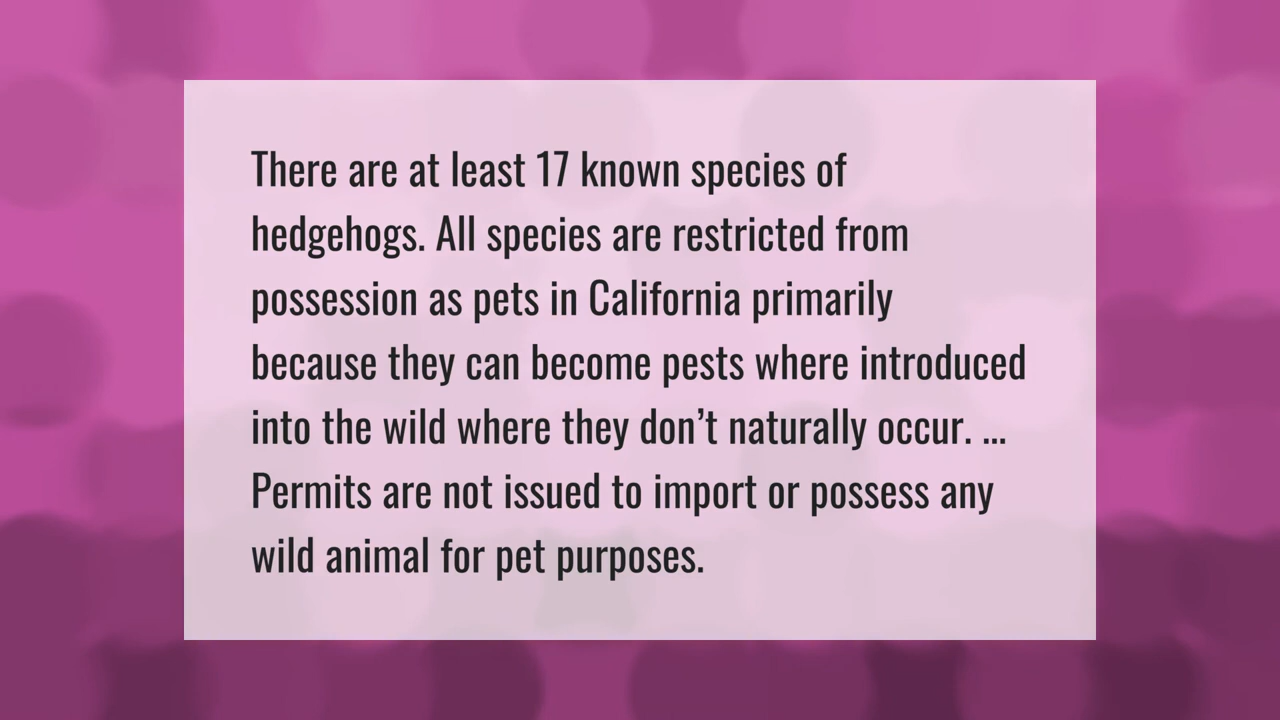 There are at least 17 known species of
hedgehogs. All species are restricted from
possession as pets in California primarily
because they can become pests where introduced
into the wild where they don’t naturally occur. ...
Permits are not issued to import or possess any
wild animal for pet purposes.